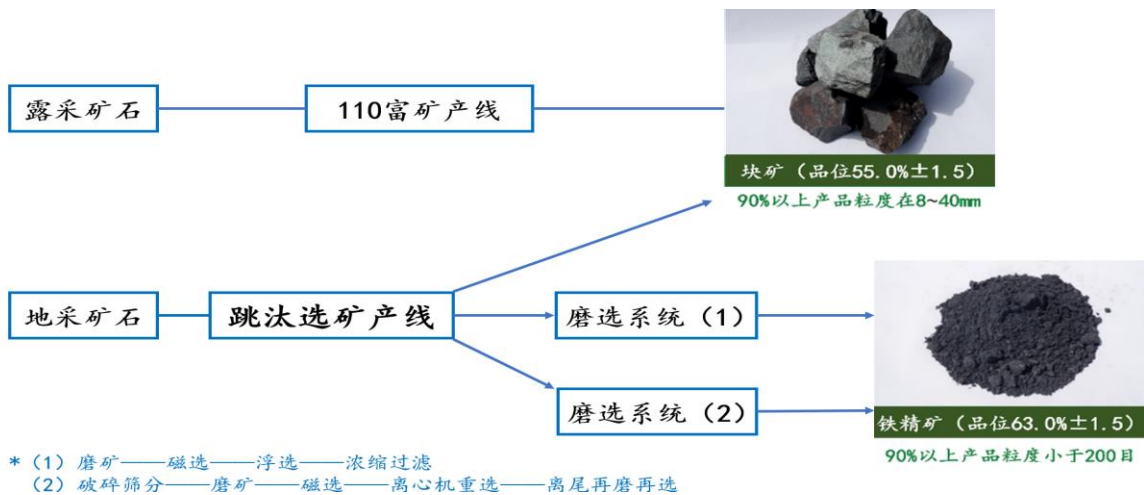 露采矿石
110富矿产线
块矿（品位55.0%±1.5）
90%以上产品粒度在8~40mm
地采矿石
跳汰选矿产线
磨选系统（1）
磨选系统（2）
铁精矿（品位63.0%±1.5）
90%以上产品粒度小于200目
*（1）磨矿——磁选——浮选——浓缩过滤
（2）破碎筛分——磨矿——磁选——离心机重选——离尾再磨再选